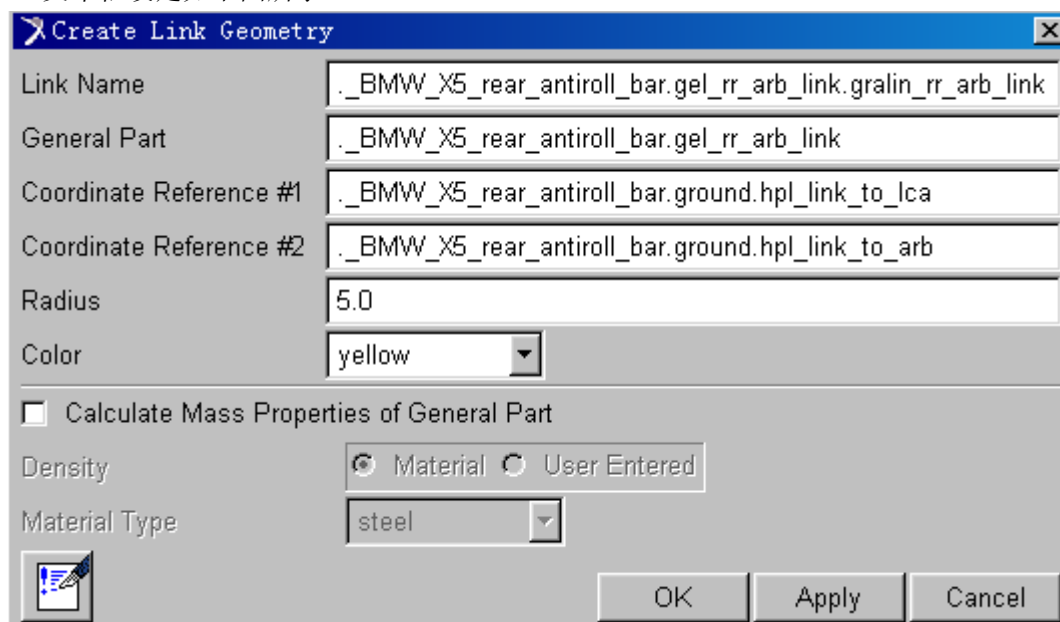 Create Link Geometry
Link Name ._BMW_X5_rear_antiroll_bar.gel_rr_arb_link.gralin_rr_arb_link
General Part ._BMW_X5_rear_antiroll_bar.gel_rr_arb_link
Coordinate Reference #1 ._BMW_X5_rear_antiroll_bar.ground.hpl_link_to_lca
Coordinate Reference #2 ._BMW_X5_rear_antiroll_bar.ground.hpl_link_to_arb
Radius 5.0
Color yellow
Calculate Mass Properties of General Part
Density Material User Entered
Material Type steel
OK Apply Cancel